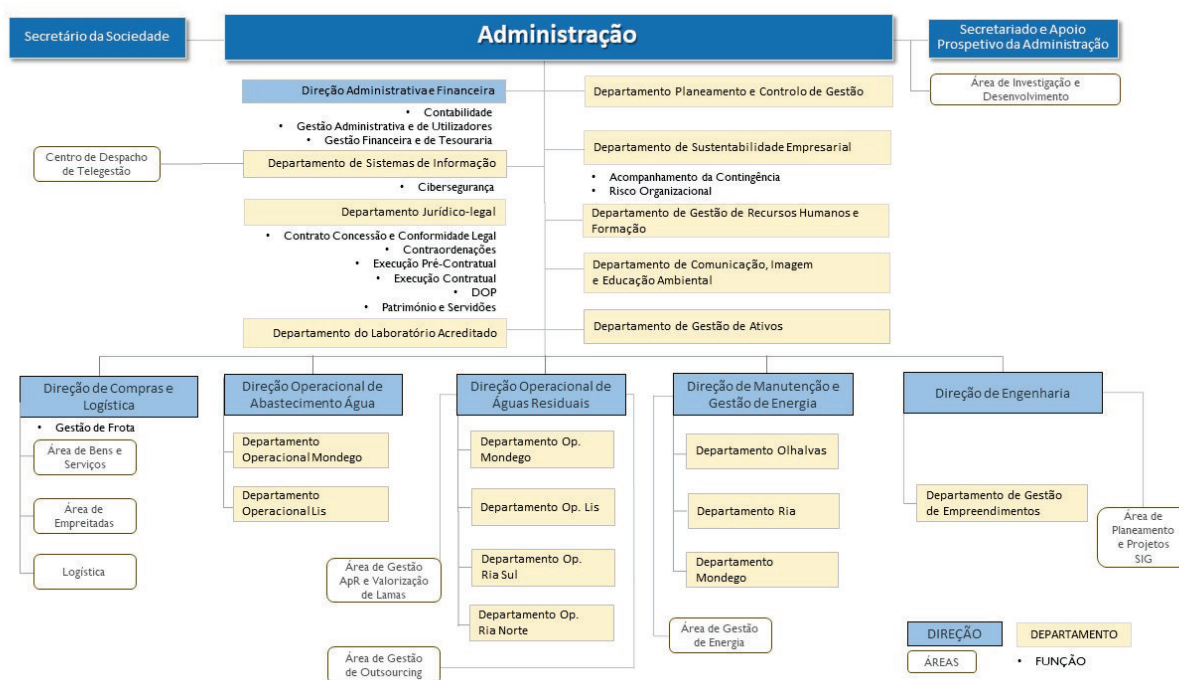 Secretário da Sociedade
Administração
Secretariado e Apoio
Prospetivo da Administração
Área de Investigação e
Desenvolvimento
Direção Administrativa e Financeira
• Contabilidade
• Gestão Administrativa e de Utilizadores
• Gestão Financeira e de Tesouraria
Centro de Despacho
de Telegestão
Departamento de Sistemas de Informação
• Cibersegurança
Departamento Jurídico-legal
• Contrato Concessão e Conformidade Legal
• Contraordenações
• Execução Pré-Contratual
• Execução Contratual
• DOP
• Património e Servidões
Departamento do Laboratório Acreditado
Departamento Planeamento e Controlo de Gestão
Departamento de Sustentabilidade Empresarial
• Acompanhamento da Contingência
• Risco Organizacional
Departamento de Gestão de Recursos Humanos e
Formação
Departamento de Comunicação, Imagem
e Educação Ambiental
Departamento de Gestão de Ativos
Direção de Compras e
Logística
• Gestão de Frota
Área de Bens e
Serviços
Área de
Empreitadas
Logística
Direção Operacional de
Abastecimento Água
Departamento
Operacional Mondego
Departamento
Operacional Lis
Direção Operacional de
Águas Residuais
Departamento Op.
Mondego
Departamento Op. Lis
Departamento Op.
Ria Sul
Departamento Op.
Ria Norte
Área de Gestão
ApR e Valorização
de Lamas
Área de Gestão
de Outsourcing
Direção de Manutenção e
Gestão de Energia
Departamento Olhalvas
Departamento Ria
Departamento
Mondego
Área de Gestão
de Energia
Direção de Engenharia
Departamento de Gestão
de Empreendimentos
Área de
Planeamento
e Projetos
SIG
DIREÇÃO
DEPARTAMENTO
ÁREAS
• FUNÇÃO